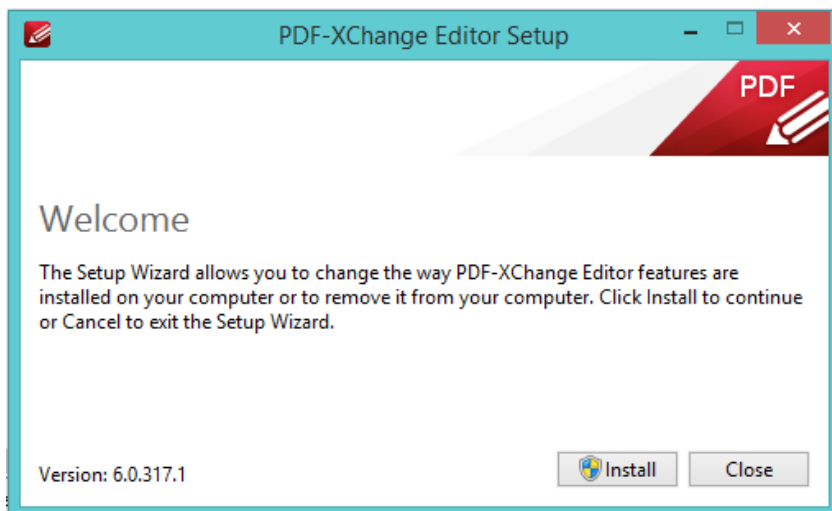 PDF-XChange Editor Setup
PDF
Welcome
The Setup Wizard allows you to change the way PDF-XChange Editor features are
installed on your computer or to remove it from your computer. Click Install to continue
or Cancel to exit the Setup Wizard.
Version: 6.0.317.1
Install
Close